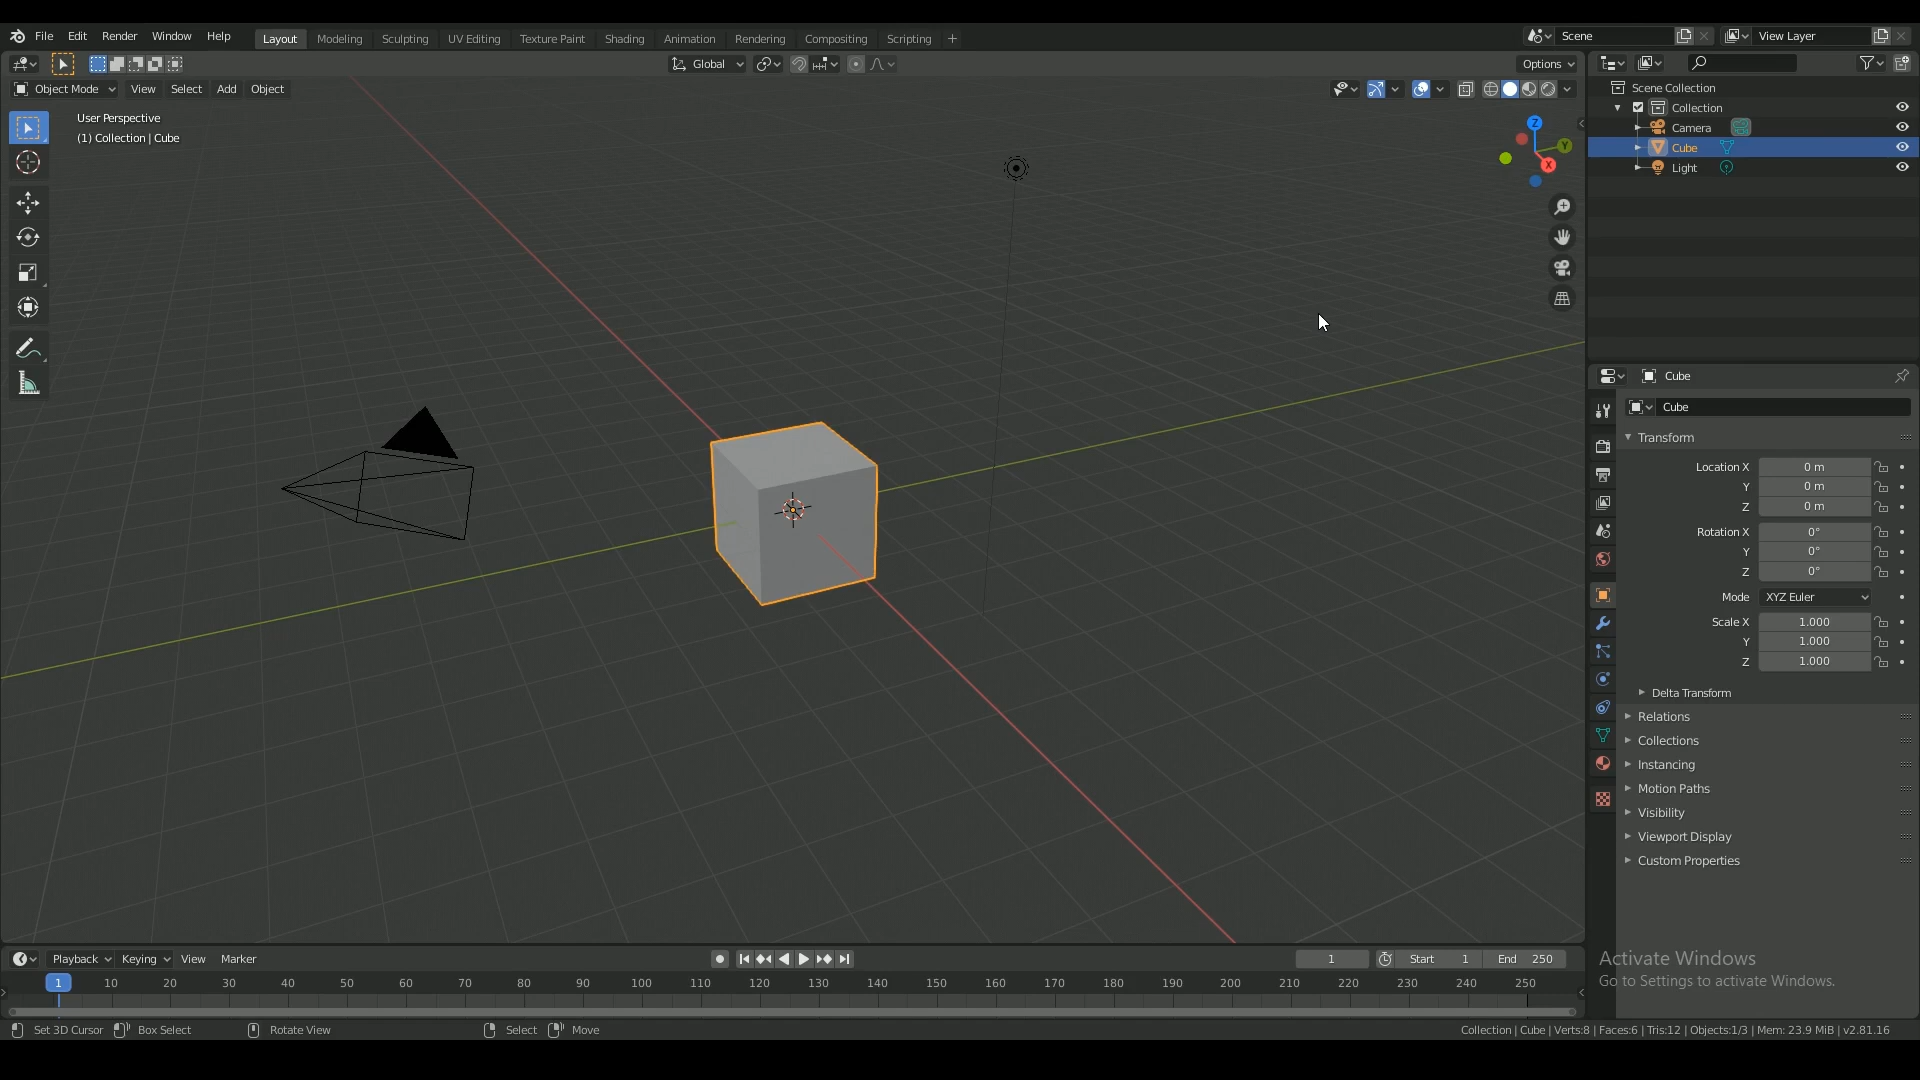 File Edit Render Window Help Layout Modeling Sculpting UV Editing Texture Paint Shading Animation Rendering Compositing Scripting + Scene View Layer
Global Options
Object Mode View Select Add Object
User Perspective
(1) Collection | Cube
Z
Y
X
Scene Collection
Collection
Camera
Cube
Light
Cube
Cube
Transform
Location X 0 m
Y 0 m
Z 0 m
Rotation X 0°
Y 0°
Z 0°
Mode XYZ Euler
Scale X 1.000
Y 1.000
Z 1.000
Delta Transform
Relations
Collections
Instancing
Motion Paths
Visibility
Viewport Display
Custom Properties
Activate Windows
Go to Settings to activate Windows.
Playback Keying View Marker 1 Start 1 End 250
1 10 20 30 40 50 60 70 80 90 100 110 120 130 140 150 160 170 180 190 200 210 220 230 240 250
Set 3D Cursor Box Select Rotate View Select Move Collection | Cube | Verts:8 | Faces:6 | Tris:12 | Objects:1/3 | Mem: 23.9 MiB | v2.81.16